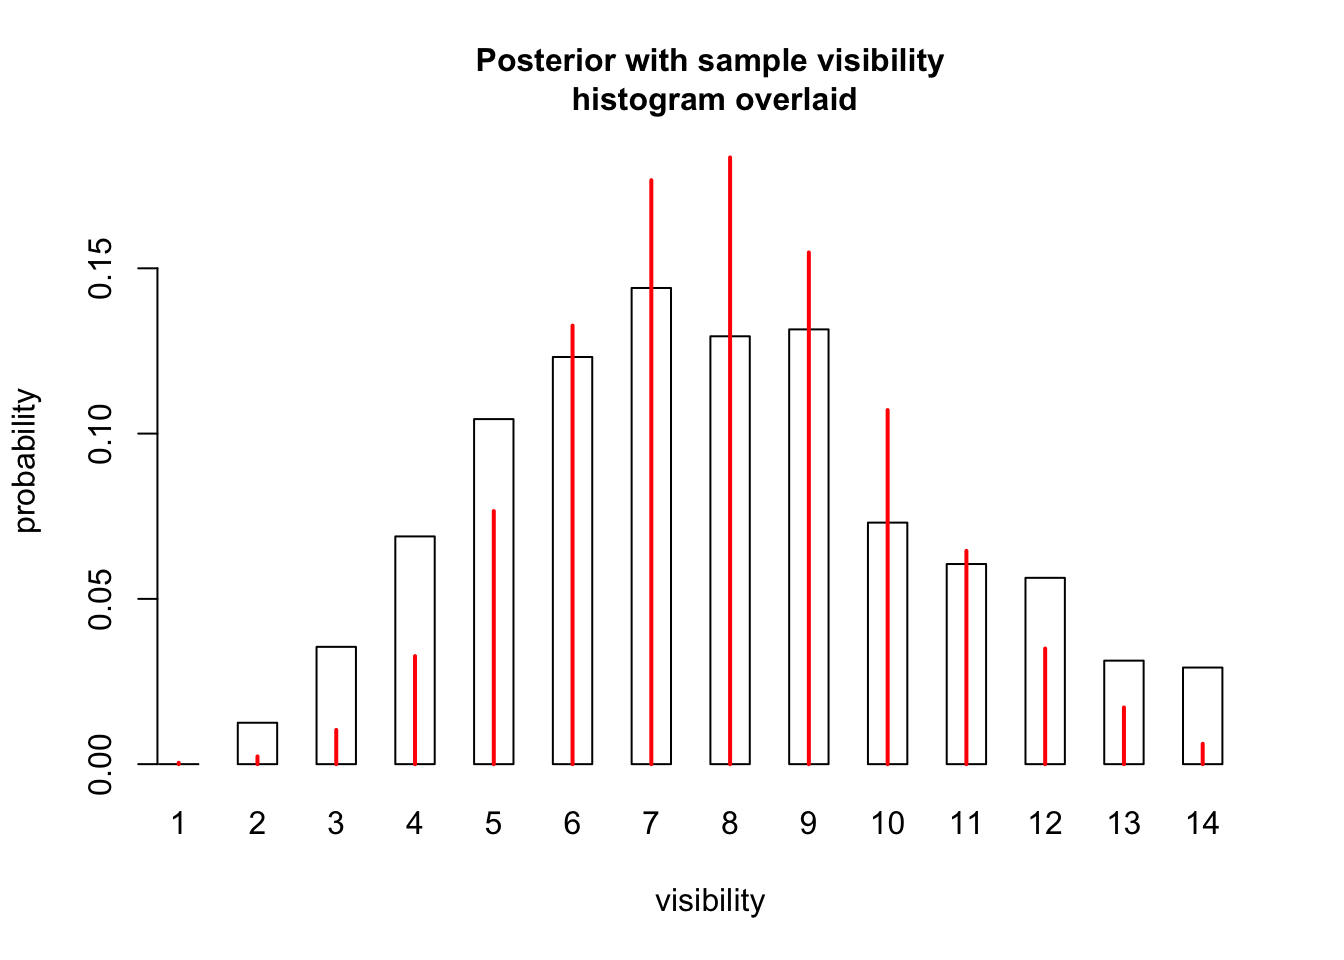 Posterior with sample visibility
histogram overlaid
probability
0.15
0.10
0.05
0.00
1 2 3 4 5 6 7 8 9 10 11 12 13 14
visibility